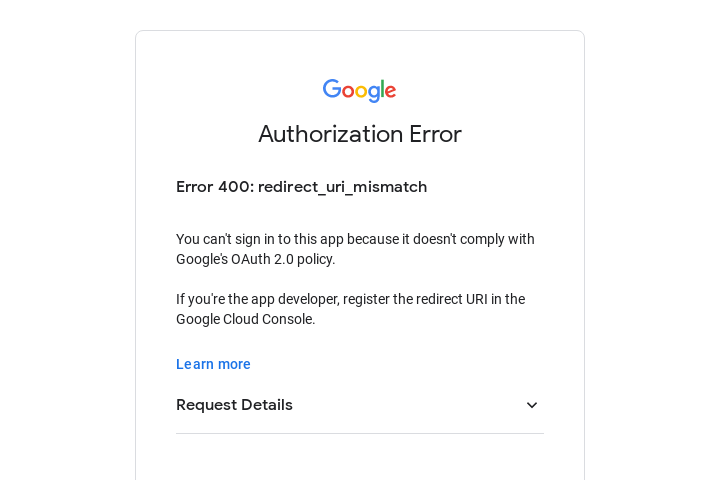 Google
Authorization Error
Error 400: redirect_uri_mismatch
You can't sign in to this app because it doesn't comply with
Google's OAuth 2.0 policy.
If you're the app developer, register the redirect URI in the
Google Cloud Console.
Learn more
Request Details